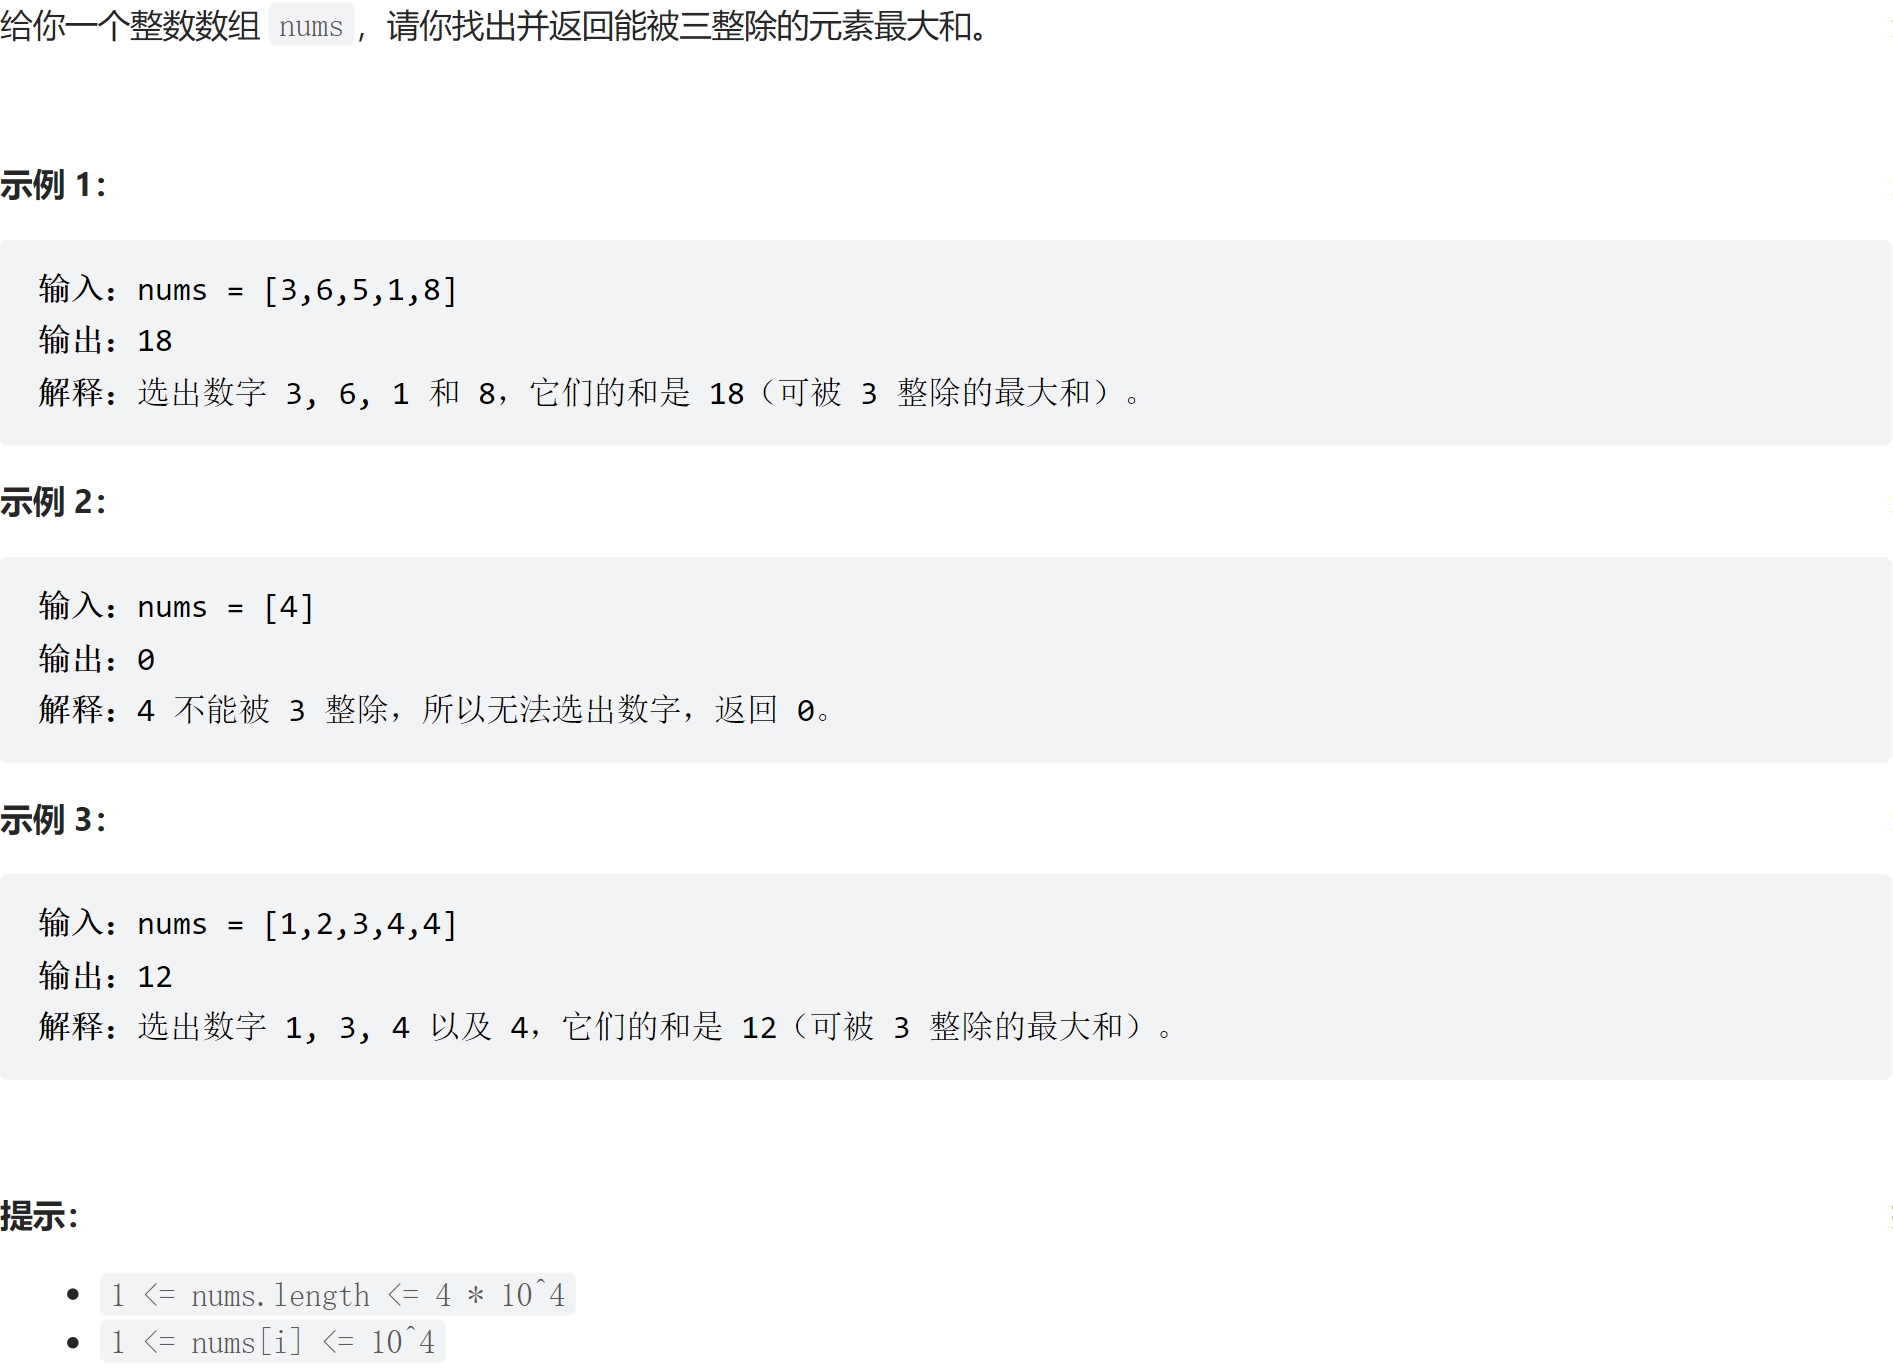 给你一个整数数组 nums，请你找出并返回能被三整除的元素最大和。
示例 1：
输入：nums = [3,6,5,1,8]
输出：18
解释：选出数字 3, 6, 1 和 8，它们的和是 18（可被 3 整除的最大和）。
示例 2：
输入：nums = [4]
输出：0
解释：4 不能被 3 整除，所以无法选出数字，返回 0。
示例 3：
输入：nums = [1,2,3,4,4]
输出：12
解释：选出数字 1, 3, 4 以及 4，它们的和是 12（可被 3 整除的最大和）。
提示：
• 1 <= nums.length <= 4 * 10^4
• 1 <= nums[i] <= 10^4